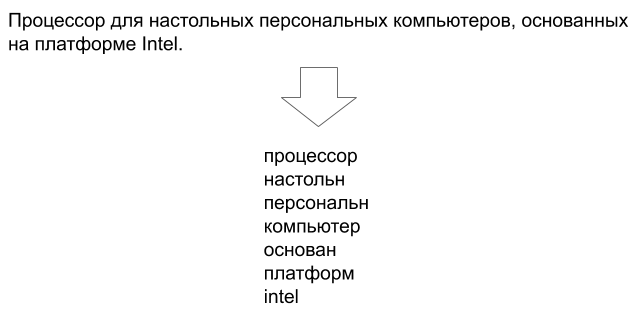 Процессор для настольных персональных компьютеров, основанных
на платформе Intel.
процессор
настольн
персональн
компьютер
основан
платформ
intel